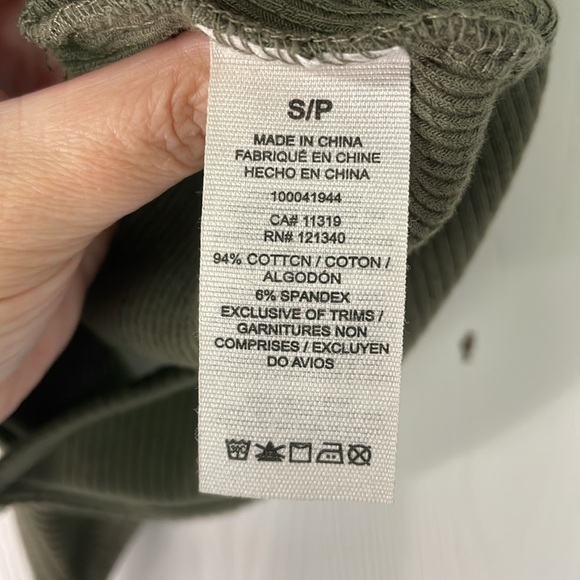 S/P
MADE IN CHINA
FABRIQUÉ EN CHINE
HECHO EN CHINA
100041944
CA# 11319
RN# 121340
94% COTTCN / COTON /
ALGODÓN
6% SPANDEX
EXCLUSIVE OF TRIMS /
GARNITURES NON
COMPRISES / EXCLUYEN
DO AVIOS